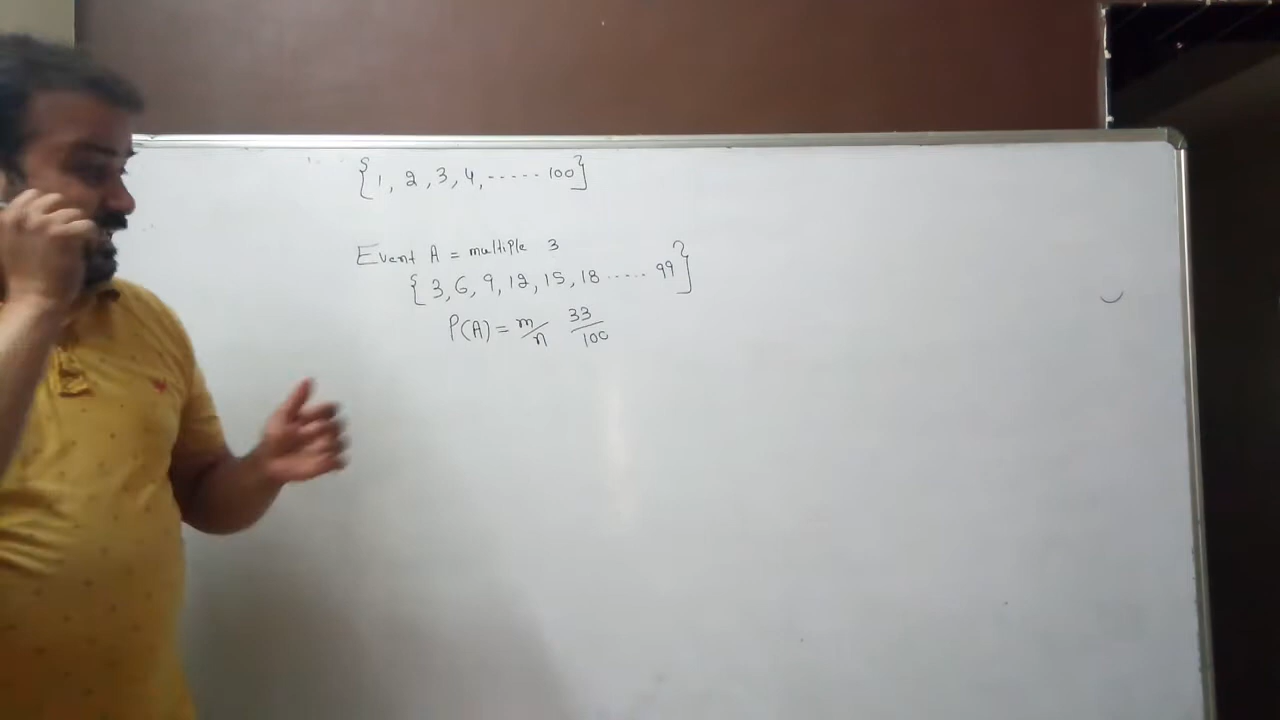 {1, 2, 3, 4, ----- 100}
Event A = multiple 3
{3, 6, 9, 12, 15, 18 ...... 99}
P(A) = m/n 33/100